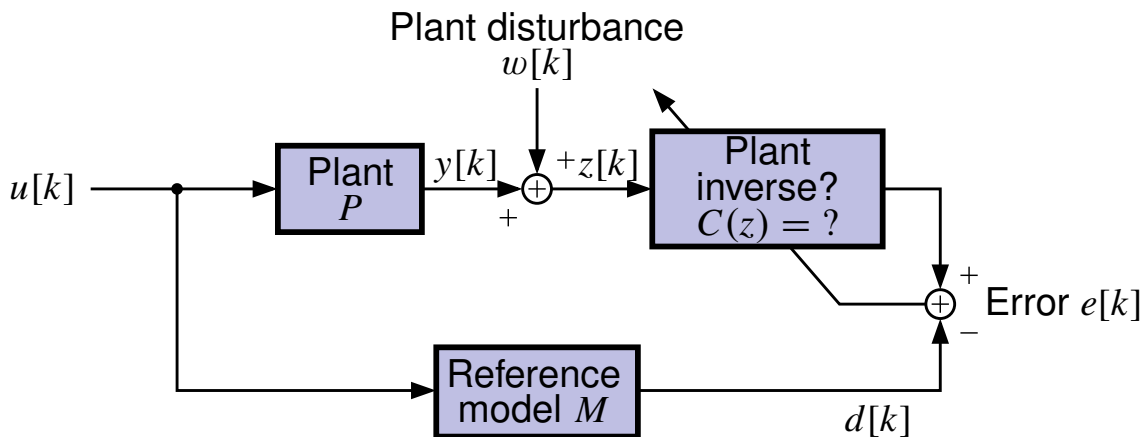 Plant disturbance
w[k]
u[k]
Plant
P
y[k]
+
+
+
z[k]
Plant
inverse?
C(z) = ?
+
+
−
Error e[k]
Reference
model M
d[k]